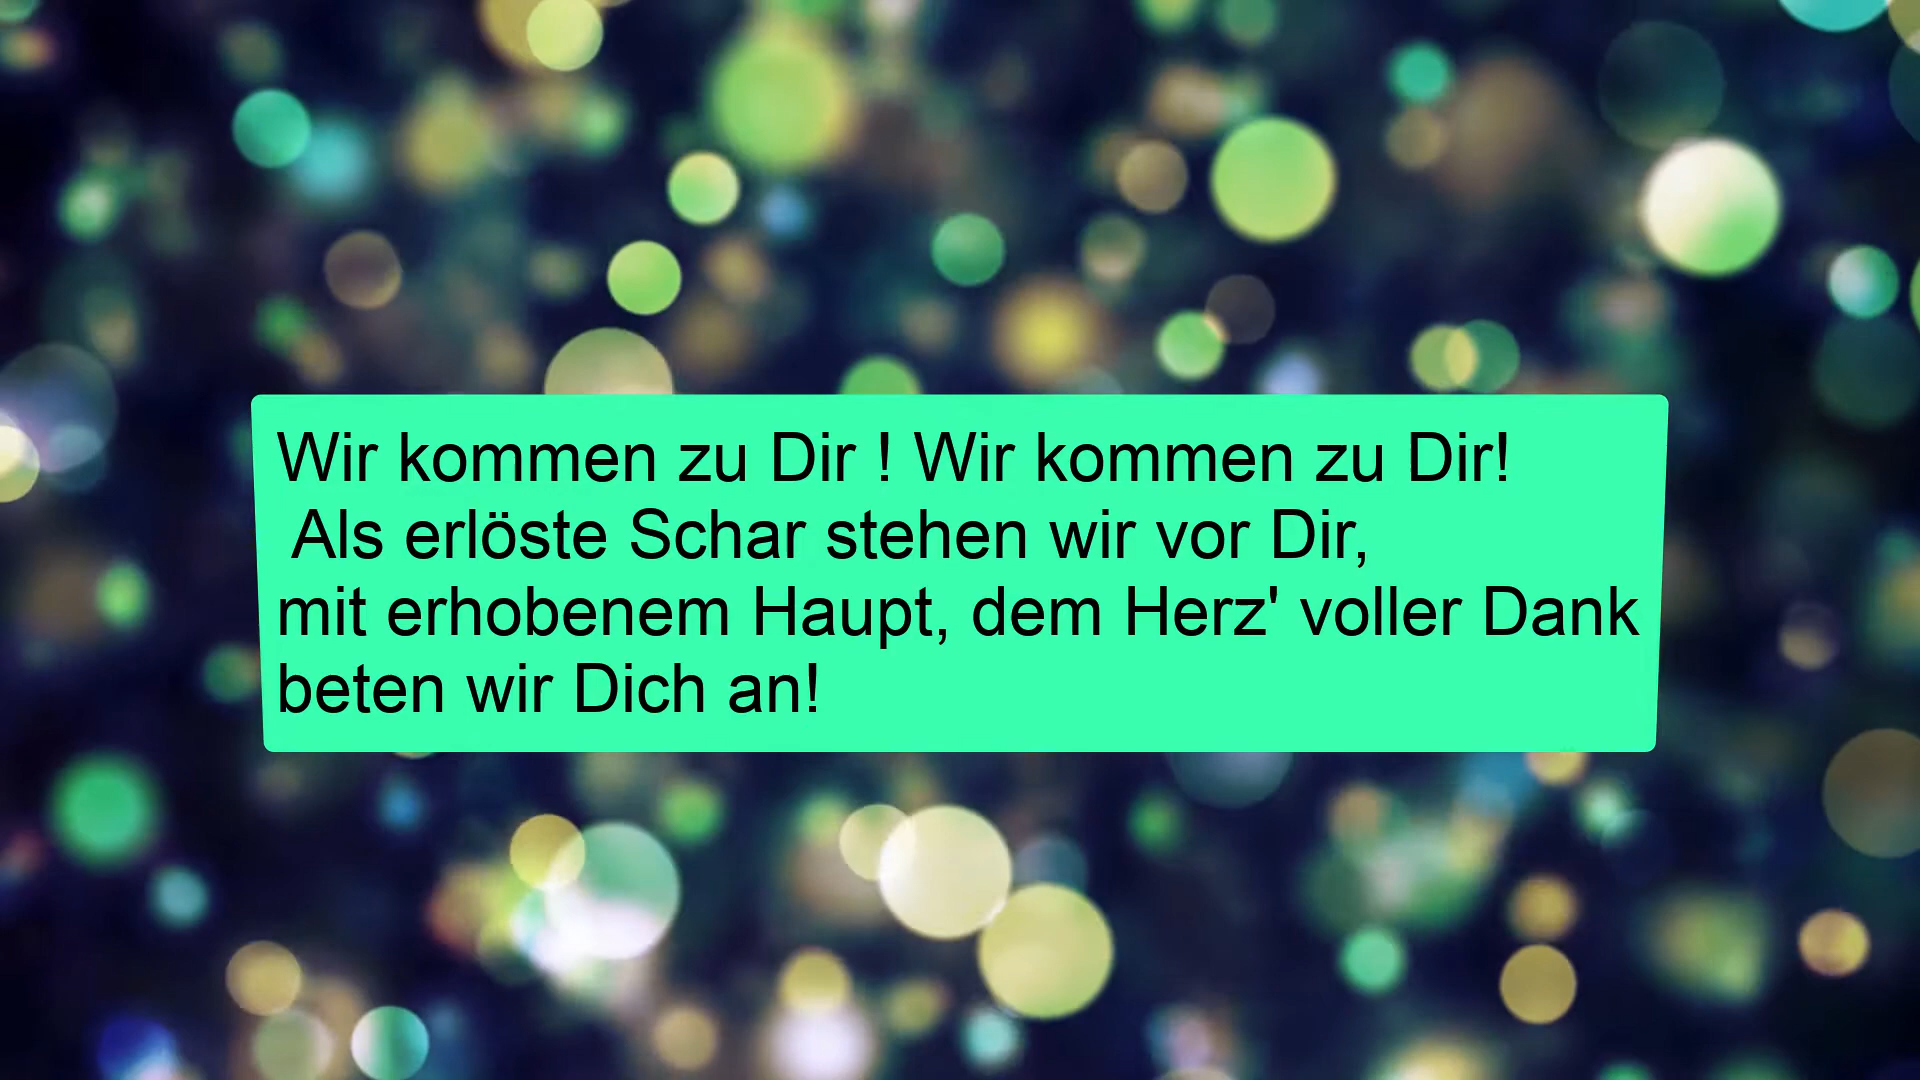 Wir kommen zu Dir ! Wir kommen zu Dir!
Als erlöste Schar stehen wir vor Dir,
mit erhobenem Haupt, dem Herz' voller Dank
beten wir Dich an!